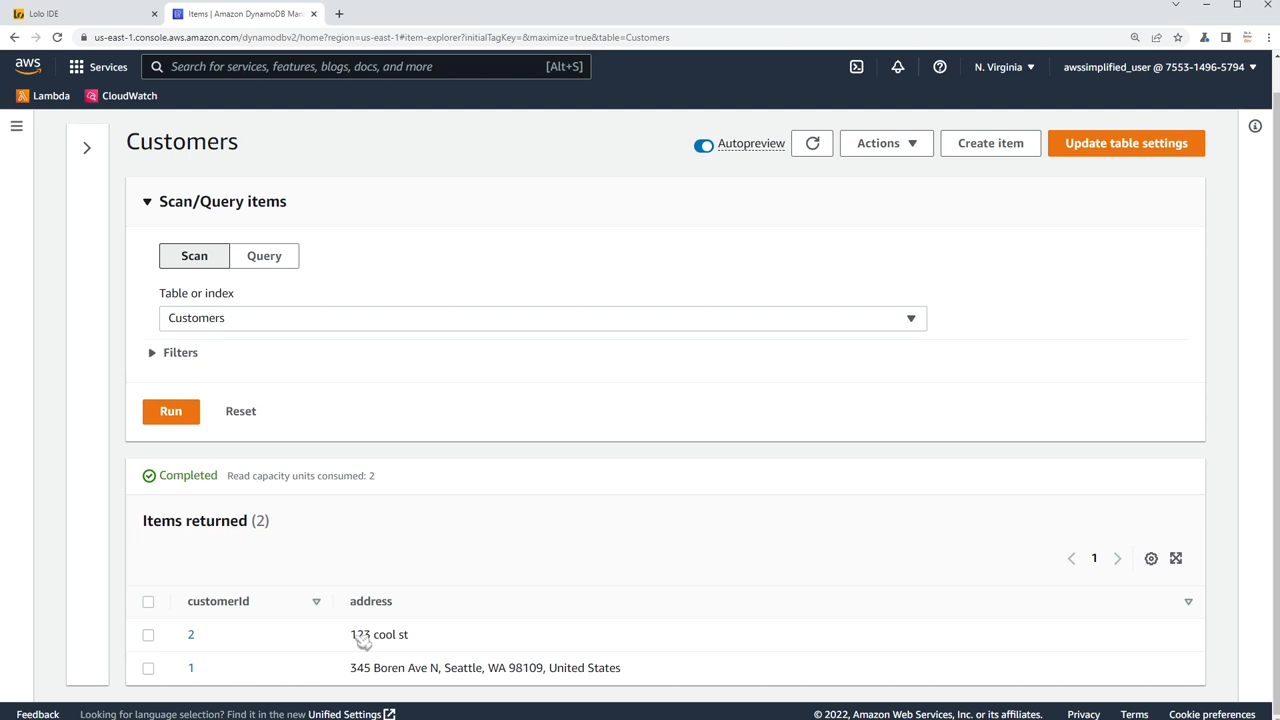 Lolo IDE
Items | Amazon DynamoDB Man
us-east-1.console.aws.amazon.com/dynamodbv2/home?region=us-east-1#item-explorer?initialTagKey=&maximize=true&table=Customers
aws
Services
Search for services, features, blogs, docs, and more
[Alt+S]
N. Virginia
awssimplified_user @ 7553-1496-5794
Lambda
CloudWatch
Customers
Autopreview
Actions
Create item
Update table settings
Scan/Query items
Scan
Query
Table or index
Customers
Filters
Run
Reset
Completed
Read capacity units consumed: 2
Items returned (2)
1
customerId
address
2
123 cool st
1
345 Boren Ave N, Seattle, WA 98109, United States
Feedback
Looking for language selection? Find it in the new Unified Settings
© 2022, Amazon Web Services, Inc. or its affiliates.
Privacy
Terms
Cookie preferences